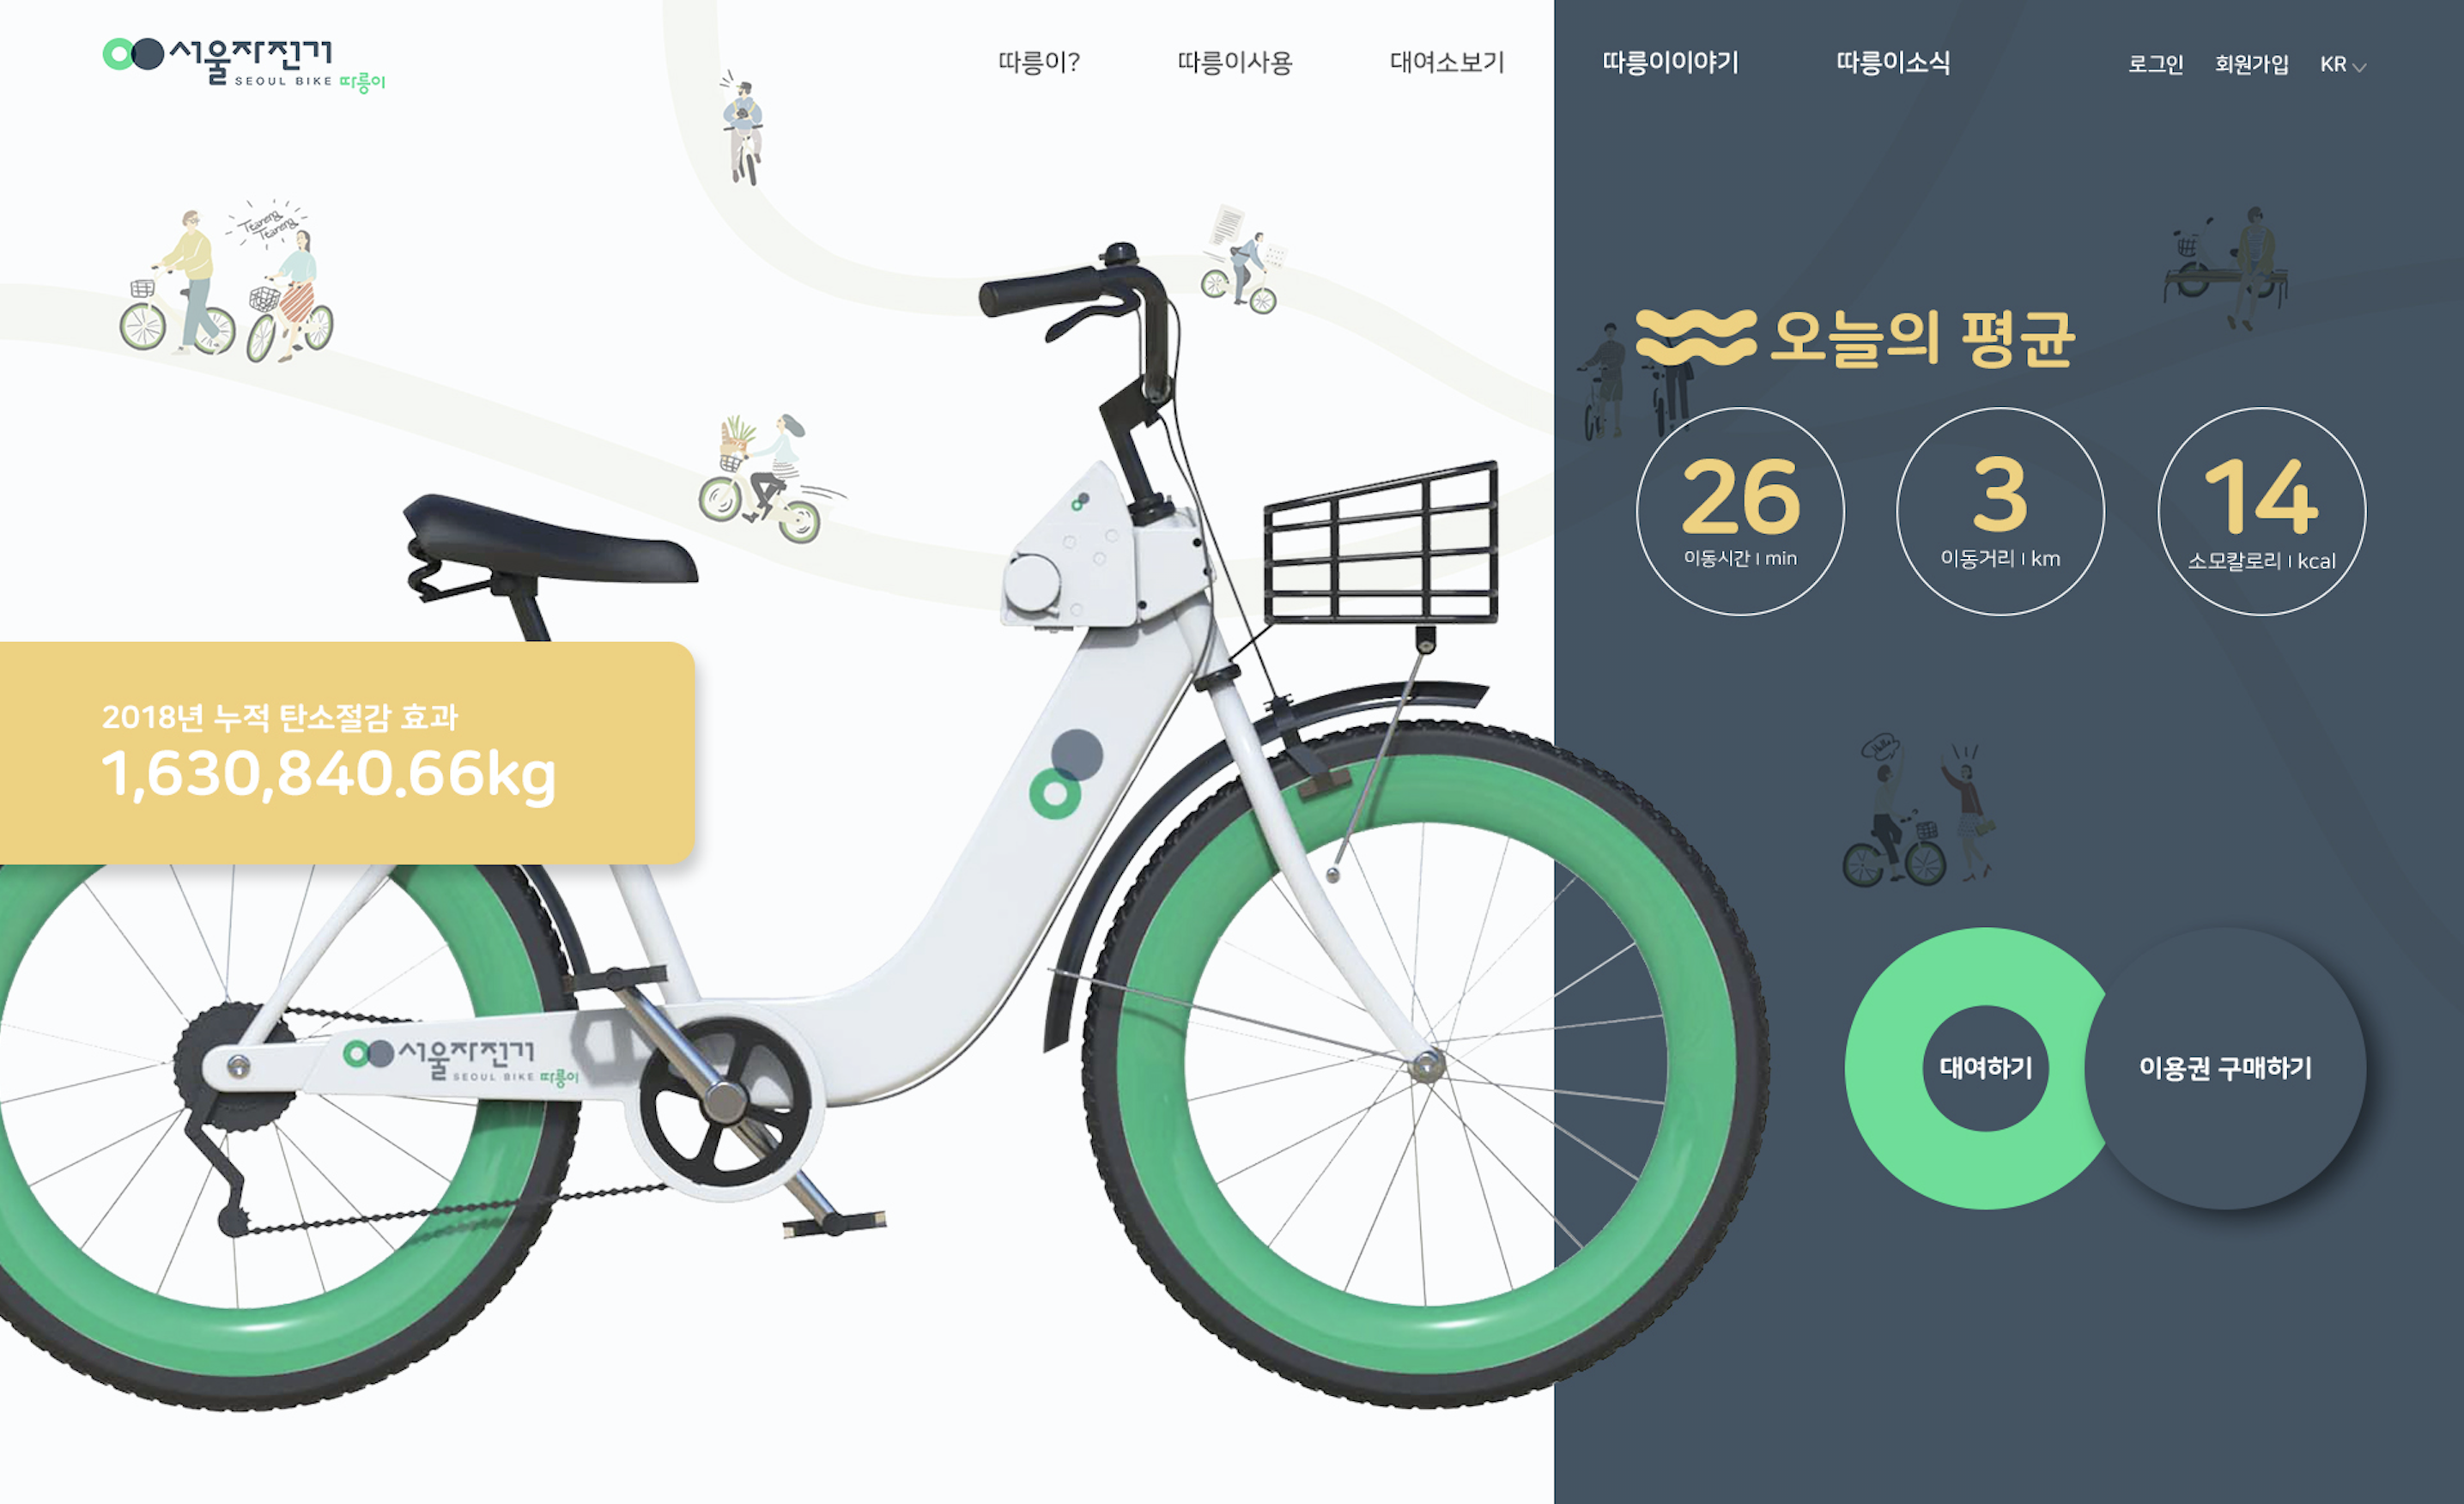 서울자전거
SEOUL BIKE 따릉이
따릉이?
따릉이사용
대여소보기
따릉이이야기
따릉이소식
로그인
회원가입
KR
Ttareng
Ttareng
오늘의 평균
26
이동시간 | min
3
이동거리 | km
14
소모칼로리 | kcal
2018년 누적 탄소절감 효과
1,630,840.66kg
Hello
서울자전거
SEOUL BIKE 따릉이
대여하기
이용권 구매하기